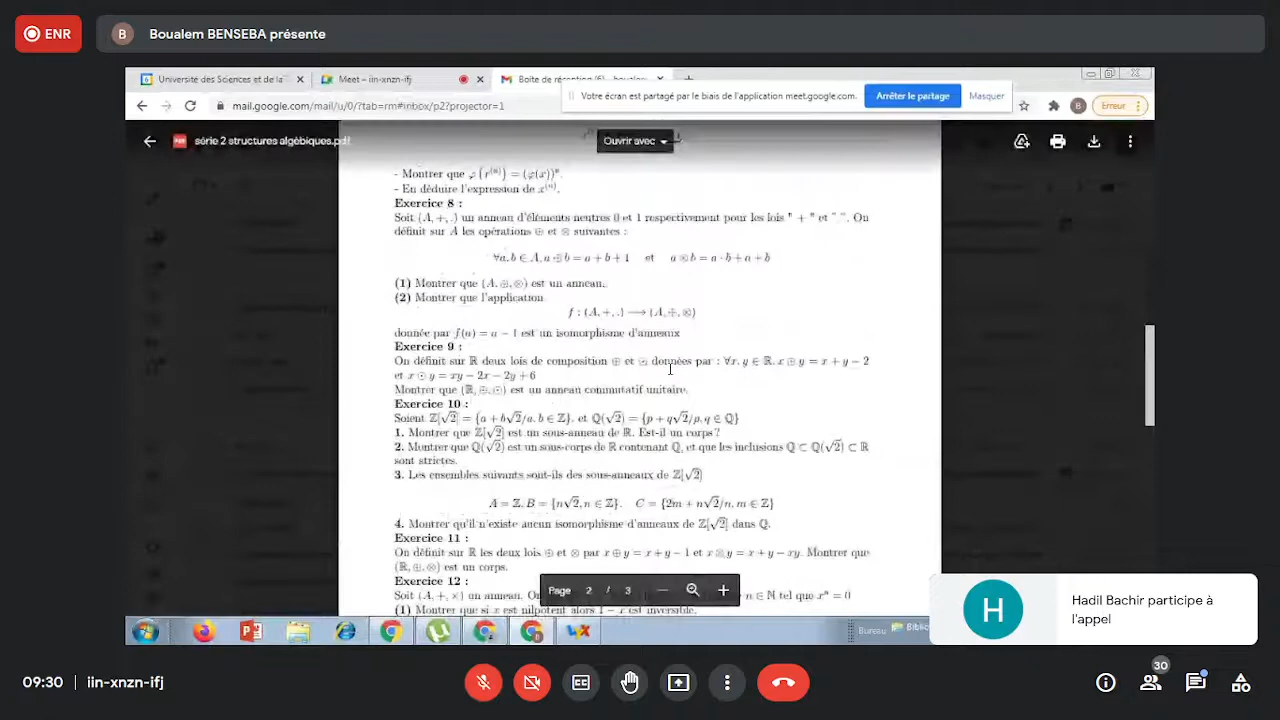 ENR
B
Boualem BENSEBA présente
Université des Sciences et de la
Meet – iin-xnzn-ifj
Boîte de réception (6) - boualem
mail.google.com/mail/u/0/?tab=rm#inbox/p2?projector=1
Votre écran est partagé par le biais de l'application meet.google.com.
Arrêter le partage
Masquer
B
Erreur
série 2 structures algébiques.pdf
Ouvrir avec
- Montrer que φ(r⁽ⁿ⁾) = (φ(x))ⁿ.
- En déduire l'expression de x⁽ⁿ⁾.
Exercice 8 :
Soit (A, +, .) un anneau d'éléments neutres 0 et 1 respectivement pour les lois " + " et ".". On
définit sur A les opérations ⊕ et ⊗ suivantes :
∀a, b ∈ A, a ⊕ b = a + b + 1 et a ⊗ b = a · b + a + b
(1) Montrer que (A, ⊕, ⊗) est un anneau.
(2) Montrer que l'application
f : (A, +, .) ⟶ (A, ⊕, ⊗)
donnée par f(a) = a − 1 est un isomorphisme d'anneaux
Exercice 9 :
On définit sur ℝ deux lois de composition ⊕ et ⊙ données par : ∀x, y ∈ ℝ, x ⊕ y = x + y − 2
et x ⊙ y = xy − 2x − 2y + 6
Montrer que (ℝ, ⊕, ⊙) est un anneau commutatif unitaire.
Exercice 10 :
Soient ℤ[√2] = {a + b√2/a, b ∈ ℤ}, et ℚ(√2) = {p + q√2/p, q ∈ ℚ}
1. Montrer que ℤ[√2] est un sous-anneau de ℝ. Est-il un corps ?
2. Montrer que ℚ(√2) est un sous-corps de ℝ contenant ℚ, et que les inclusions ℚ ⊂ ℚ(√2) ⊂ ℝ
sont strictes.
3. Les ensembles suivants sont-ils des sous-anneaux de ℤ[√2]
A = ℤ, B = {n√2, n ∈ ℤ}, C = {2m + n√2/n, m ∈ ℤ}
4. Montrer qu'il n'existe aucun isomorphisme d'anneaux de ℤ[√2] dans ℚ.
Exercice 11 :
On définit sur ℝ les deux lois ⊕ et ⊗ par x ⊕ y = x + y − 1 et x ⊗ y = x + y − xy. Montrer que
(ℝ, ⊕, ⊗) est un corps.
Exercice 12 :
Soit (A, +, ×) un anneau. On n ∈ ℕ tel que xⁿ = 0
(1) Montrer que si x est nilpotent alors 1 − x est inversible.
Page 2 / 3
Bureau
H
Hadil Bachir participe à
l'appel
09:30 | iin-xnzn-ifj
30